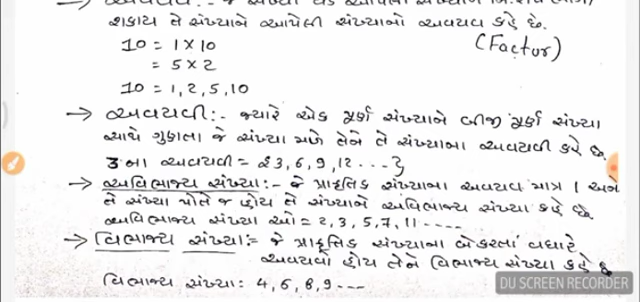 શકાય તે સંખ્યાને આપેલી સંખ્યાનો અવયવ કહે છે.
10 = 1 × 10 (Factor)
= 5 × 2
10 = 1, 2, 5, 10
→ અવયવી :- જ્યારે એક પૂર્ણ સંખ્યાને બીજી પૂર્ણ સંખ્યા
સાથે ગુણતા જે સંખ્યા મળે તેને તે સંખ્યાના અવયવી કહે છે.
3 ના અવયવી = {3, 6, 9, 12 ...}
→ અવિભાજ્ય સંખ્યા :- જે પ્રાકૃતિક સંખ્યાના અવયવ માત્ર 1 અને
તે સંખ્યા પોતે જ હોય તે સંખ્યાને અવિભાજ્ય સંખ્યા કહે છે.
અવિભાજ્ય સંખ્યા ઓ = 2, 3, 5, 7, 11 .....
→ વિભાજ્ય સંખ્યા :- જે પ્રાકૃતિક સંખ્યાના બે કરતાં વધારે
અવયવો હોય તેને વિભાજ્ય સંખ્યા કહે છે
વિભાજ્ય સંખ્યા : 4, 6, 8, 9 ...
DU SCREEN RECORDER